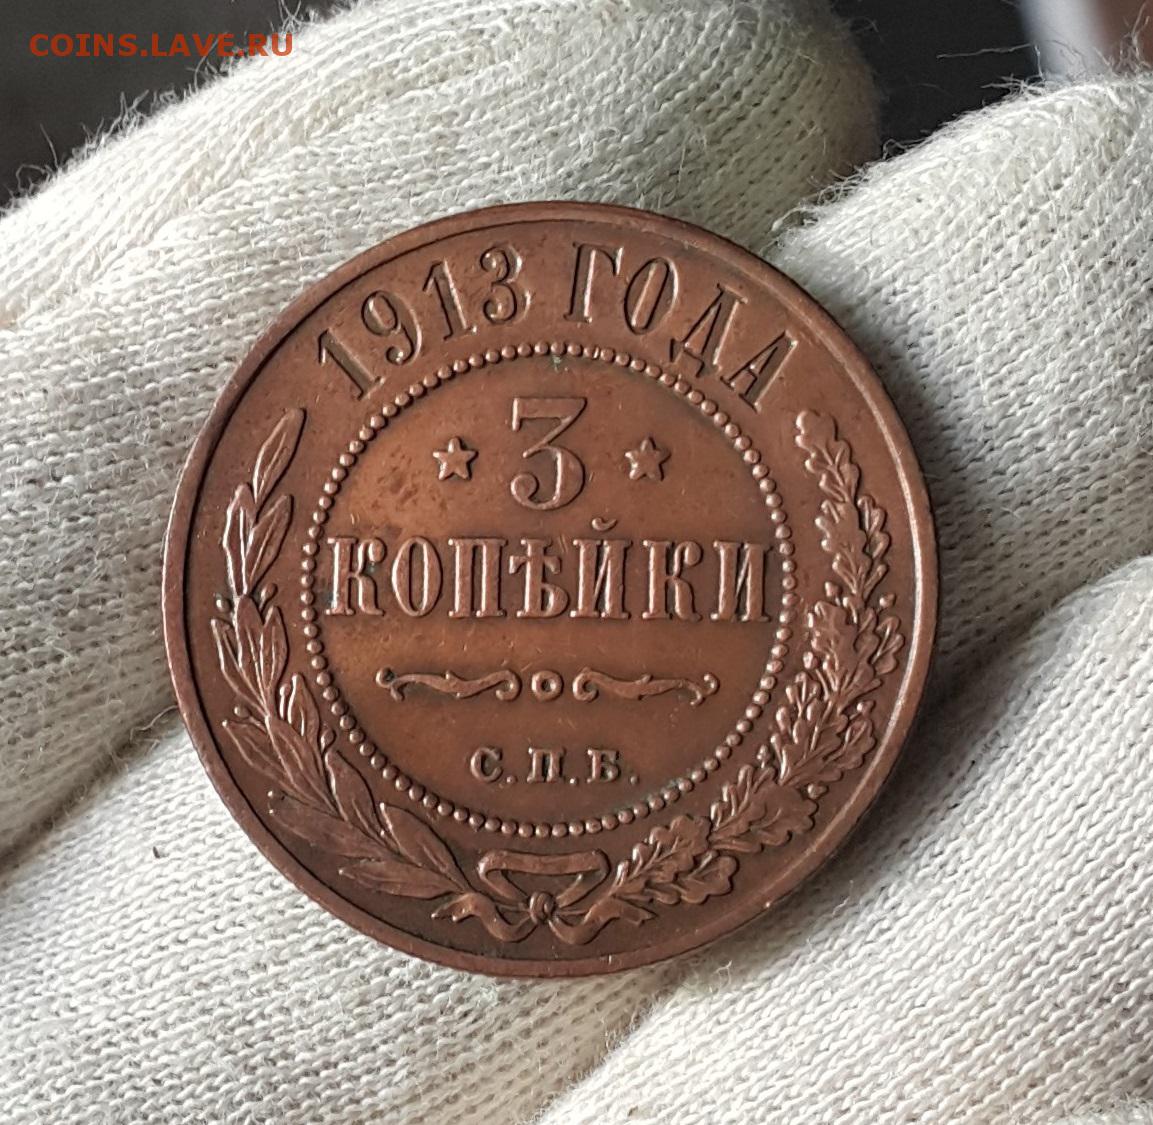 COINS.LAVE.RU
1913 ГОДА
3
КОПѢЙКИ
С.П.Б.